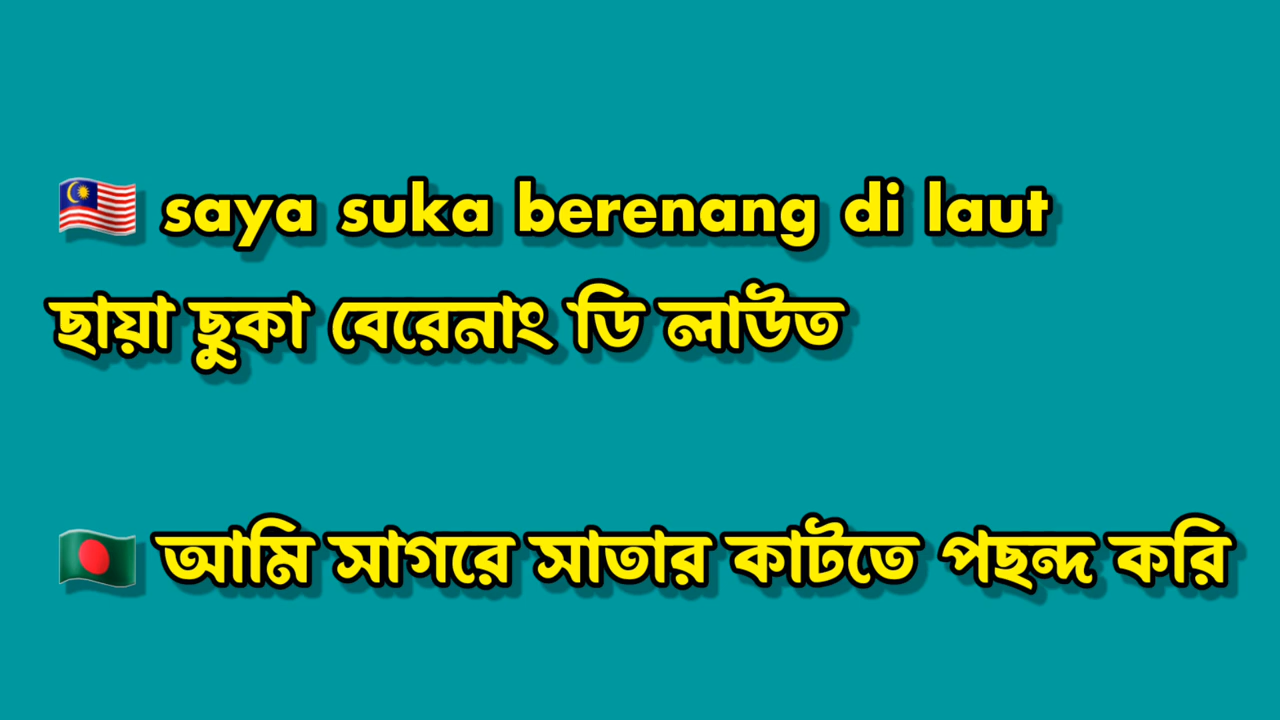 🇲🇾 saya suka berenang di laut
ছায়া ছুকা বেরেনাং ডি লাউত
🇧🇩 আমি সাগরে সাতার কাটতে পছন্দ করি